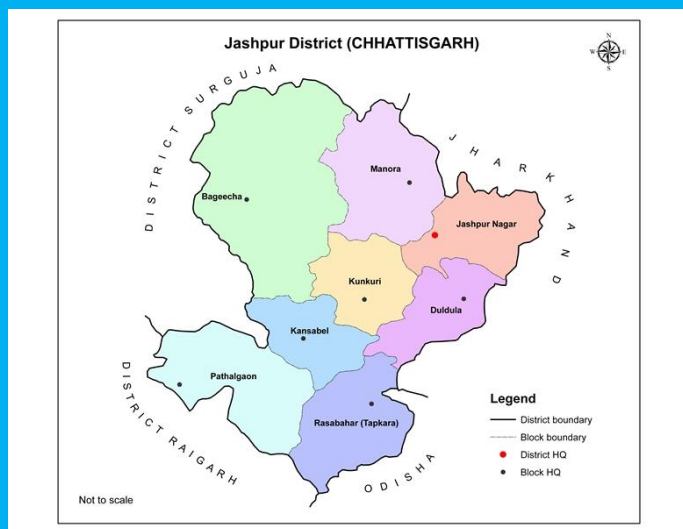 Jashpur District (CHHATTISGARH)
N
W
E
S
DISTRICT SURGUJA
JHARKHAND
Manora
Bageecha
Jashpur Nagar
Kunkuri
Duldula
Kansabel
Pathalgaon
DISTRICT RAIGARH
Rasabahar (Tapkara)
ODISHA
Legend
District boundary
Block boundary
District HQ
Block HQ
Not to scale